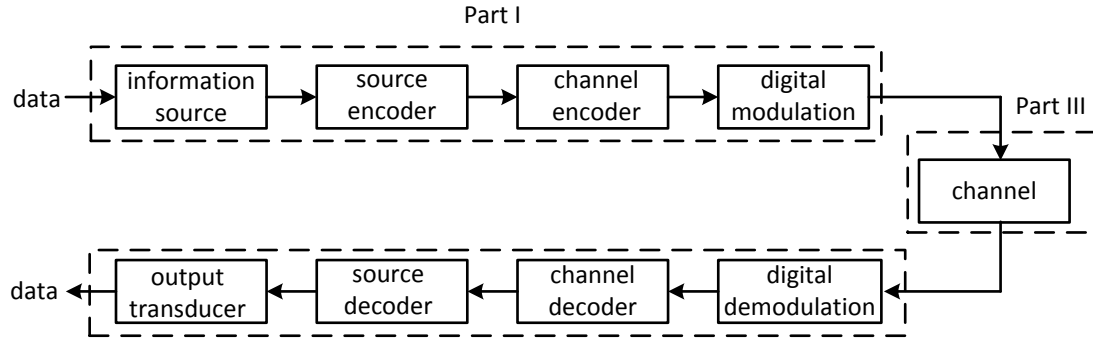 Part I
data
information
source
source
encoder
channel
encoder
digital
modulation
Part III
channel
data
output
transducer
source
decoder
channel
decoder
digital
demodulation